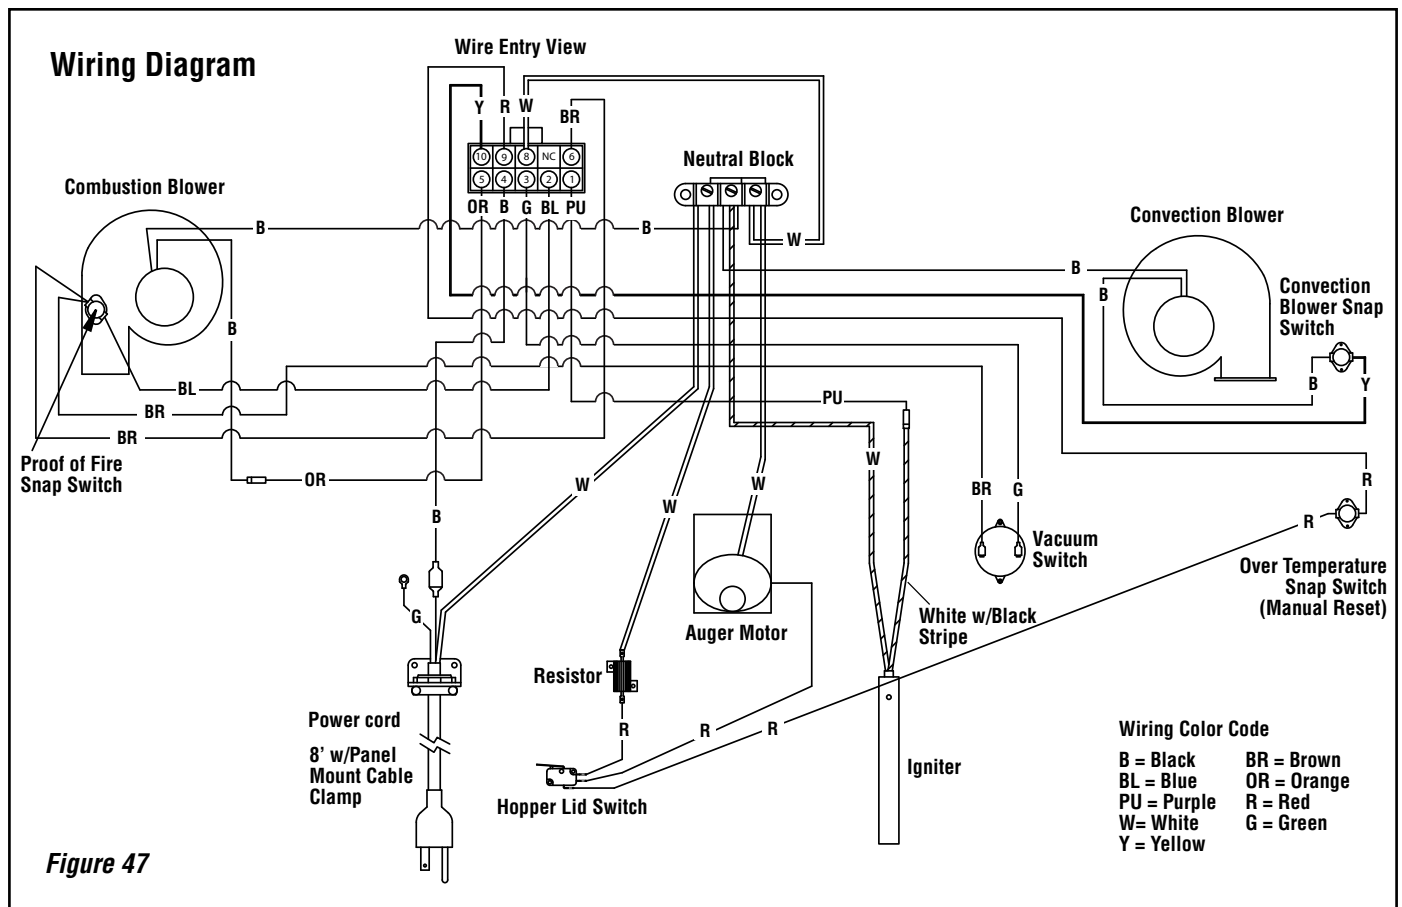 Wiring Diagram
Wire Entry View
Y
R
W
BR
10
9
8
NC
6
5
4
3
2
1
OR
B
G
BL
PU
Neutral Block
Combustion Blower
Convection Blower
B
B
W
B
B
Convection
Blower Snap
Switch
B
B
Y
BL
BR
BR
PU
Proof of Fire
Snap Switch
OR
W
W
W
W
BR
G
R
R
B
Vacuum
Switch
Over Temperature
Snap Switch
(Manual Reset)
G
White w/Black
Stripe
Auger Motor
Resistor
Power cord
8’ w/Panel
Mount Cable
Clamp
R
R
R
Igniter
Hopper Lid Switch
Wiring Color Code
B = Black
BL = Blue
PU = Purple
W= White
Y = Yellow
BR = Brown
OR = Orange
R = Red
G = Green
Figure 47